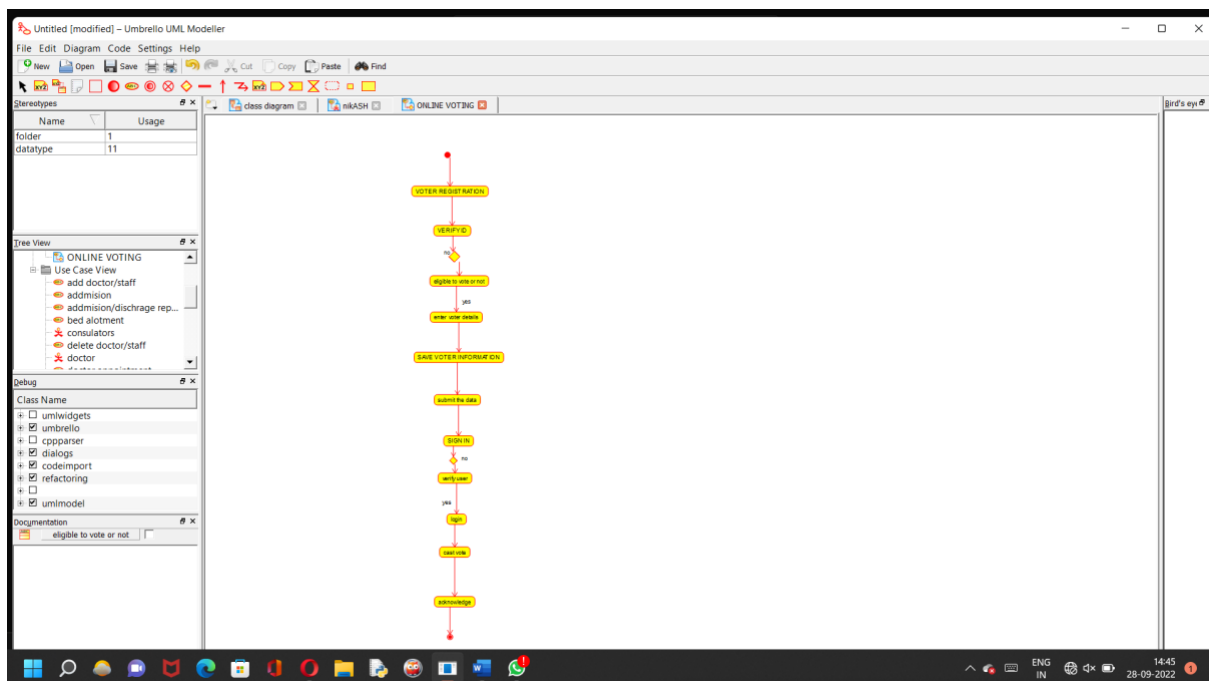 Untitled [modified] – Umbrello UML Modeller
File Edit Diagram Code Settings Help
New Open Save Cut Copy Paste Find
Stereotypes
Name Usage
folder 1
datatype 11
Tree View
ONLINE VOTING
Use Case View
add doctor/staff
addmision
addmision/dischrage rep...
bed alotment
consulators
delete doctor/staff
doctor
Debug
Class Name
umlwidgets
umbrello
cppparser
dialogs
codeimport
refactoring
umlmodel
Documentation
eligible to vote or not
class diagram nikASH ONLINE VOTING
VOTER REGISTRATION
VERIFY ID
no
eligible to vote or not
yes
enter voter details
SAVE VOTER INFORMATION
submit the data
SIGN IN
no
verify user
yes
login
cast vote
acknowledge
Bird's eye
ENG
IN
14:45
28-09-2022
1